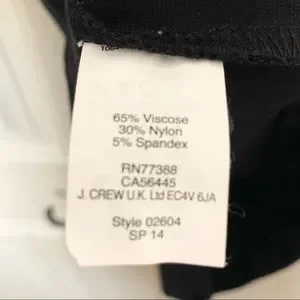 65% Viscose
30% Nylon
5% Spandex
RN77388
CA56445
J. CREW U.K. Ltd EC4V 6JA
Style 02604
SP 14